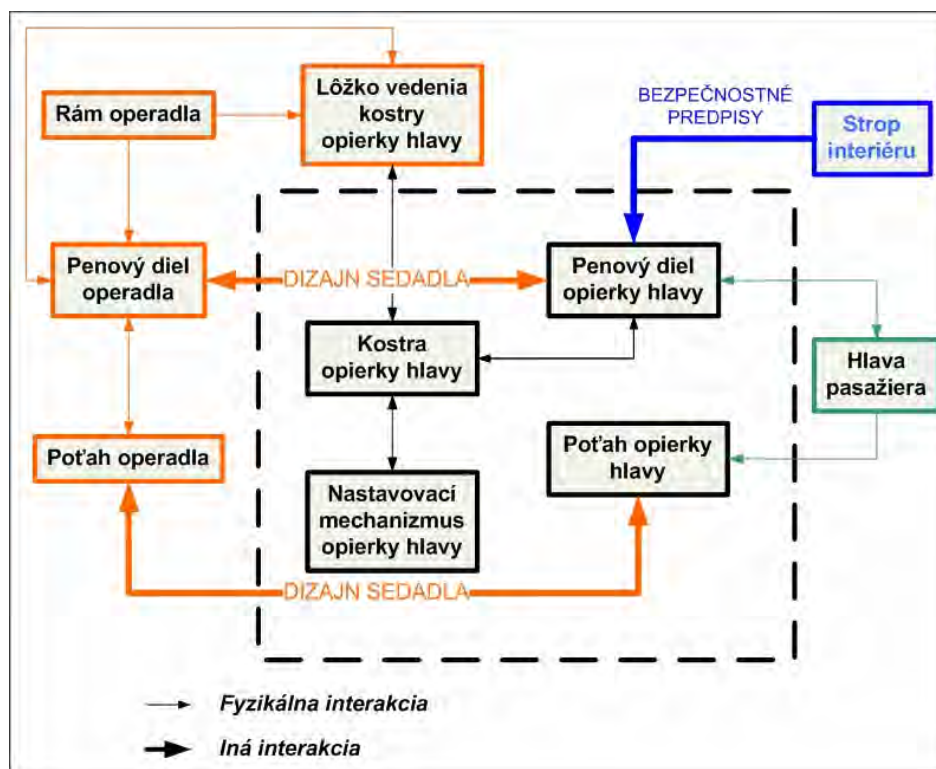 Lôžko vedenia
kostry
opierky hlavy
Rám operadla
BEZPEČNOSTNÉ
PREDPISY
Strop
interiéru
Penový diel
operadla
DIZAJN SEDADLA
Penový diel
opierky hlavy
Kostra
opierky hlavy
Hlava
pasažiera
Poťah operadla
Nastavovací
mechanizmus
opierky hlavy
Poťah opierky
hlavy
DIZAJN SEDADLA
Fyzikálna interakcia
Iná interakcia